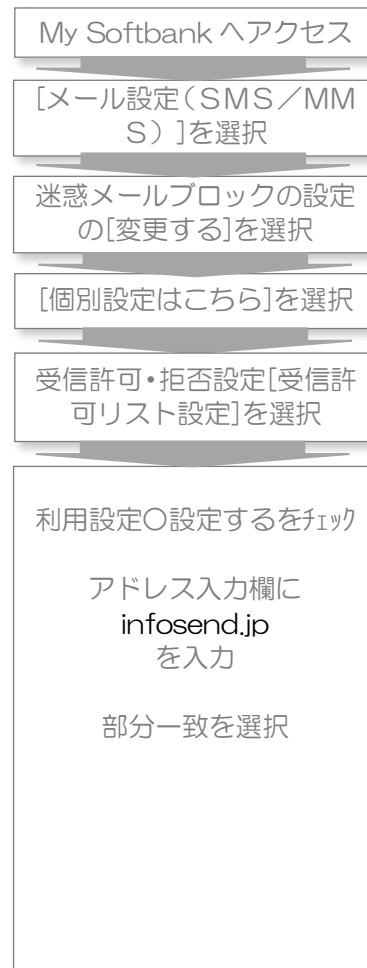 My Softbank へアクセス
[メール設定（ＳＭＳ／ＭＭ
Ｓ）]を選択
迷惑メールブロックの設定
の[変更する]を選択
[個別設定はこちら]を選択
受信許可・拒否設定[受信許
可リスト設定]を選択
利用設定〇設定するをﾁｪｯｸ
アドレス入力欄に
infosend.jp
を入力
部分一致を選択